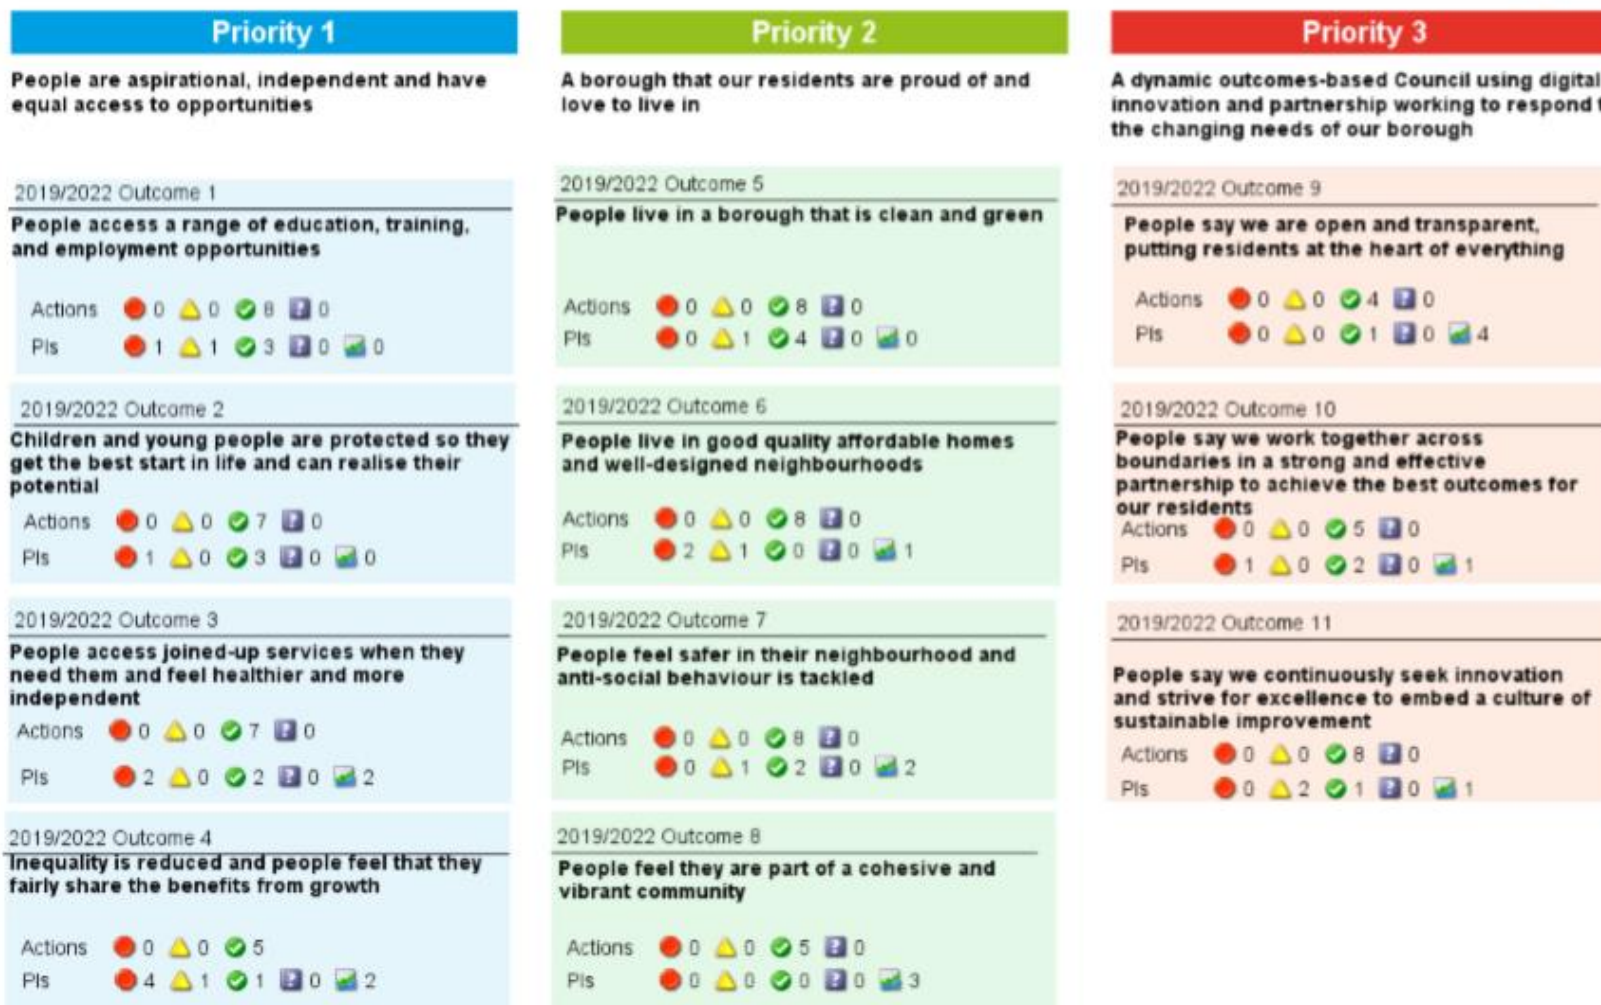 Priority 1
People are aspirational, independent and have
equal access to opportunities
2019/2022 Outcome 1
People access a range of education, training,
and employment opportunities
Actions 0 0 8 ? 0
PIs 1 1 3 ? 0 0
2019/2022 Outcome 2
Children and young people are protected so they
get the best start in life and can realise their
potential
Actions 0 0 7 ? 0
PIs 1 0 3 ? 0 0
2019/2022 Outcome 3
People access joined-up services when they
need them and feel healthier and more
independent
Actions 0 0 7 ? 0
PIs 2 0 2 ? 0 2
2019/2022 Outcome 4
Inequality is reduced and people feel that they
fairly share the benefits from growth
Actions 0 0 5
PIs 4 1 1 ? 0 2
Priority 2
A borough that our residents are proud of and
love to live in
2019/2022 Outcome 5
People live in a borough that is clean and green
Actions 0 0 8 ? 0
PIs 0 1 4 ? 0 0
2019/2022 Outcome 6
People live in good quality affordable homes
and well-designed neighbourhoods
Actions 0 0 8 ? 0
PIs 2 1 0 ? 0 1
2019/2022 Outcome 7
People feel safer in their neighbourhood and
anti-social behaviour is tackled
Actions 0 0 8 ? 0
PIs 0 1 2 ? 0 2
2019/2022 Outcome 8
People feel they are part of a cohesive and
vibrant community
Actions 0 0 5 ? 0
PIs 0 0 0 ? 0 3
Priority 3
A dynamic outcomes-based Council using digital
innovation and partnership working to respond t
the changing needs of our borough
2019/2022 Outcome 9
People say we are open and transparent,
putting residents at the heart of everything
Actions 0 0 4 ? 0
PIs 0 0 1 ? 0 4
2019/2022 Outcome 10
People say we work together across
boundaries in a strong and effective
partnership to achieve the best outcomes for
our residents
Actions 0 0 5 ? 0
PIs 1 0 2 ? 0 1
2019/2022 Outcome 11
People say we continuously seek innovation
and strive for excellence to embed a culture of
sustainable improvement
Actions 0 0 8 ? 0
PIs 0 2 1 ? 0 1